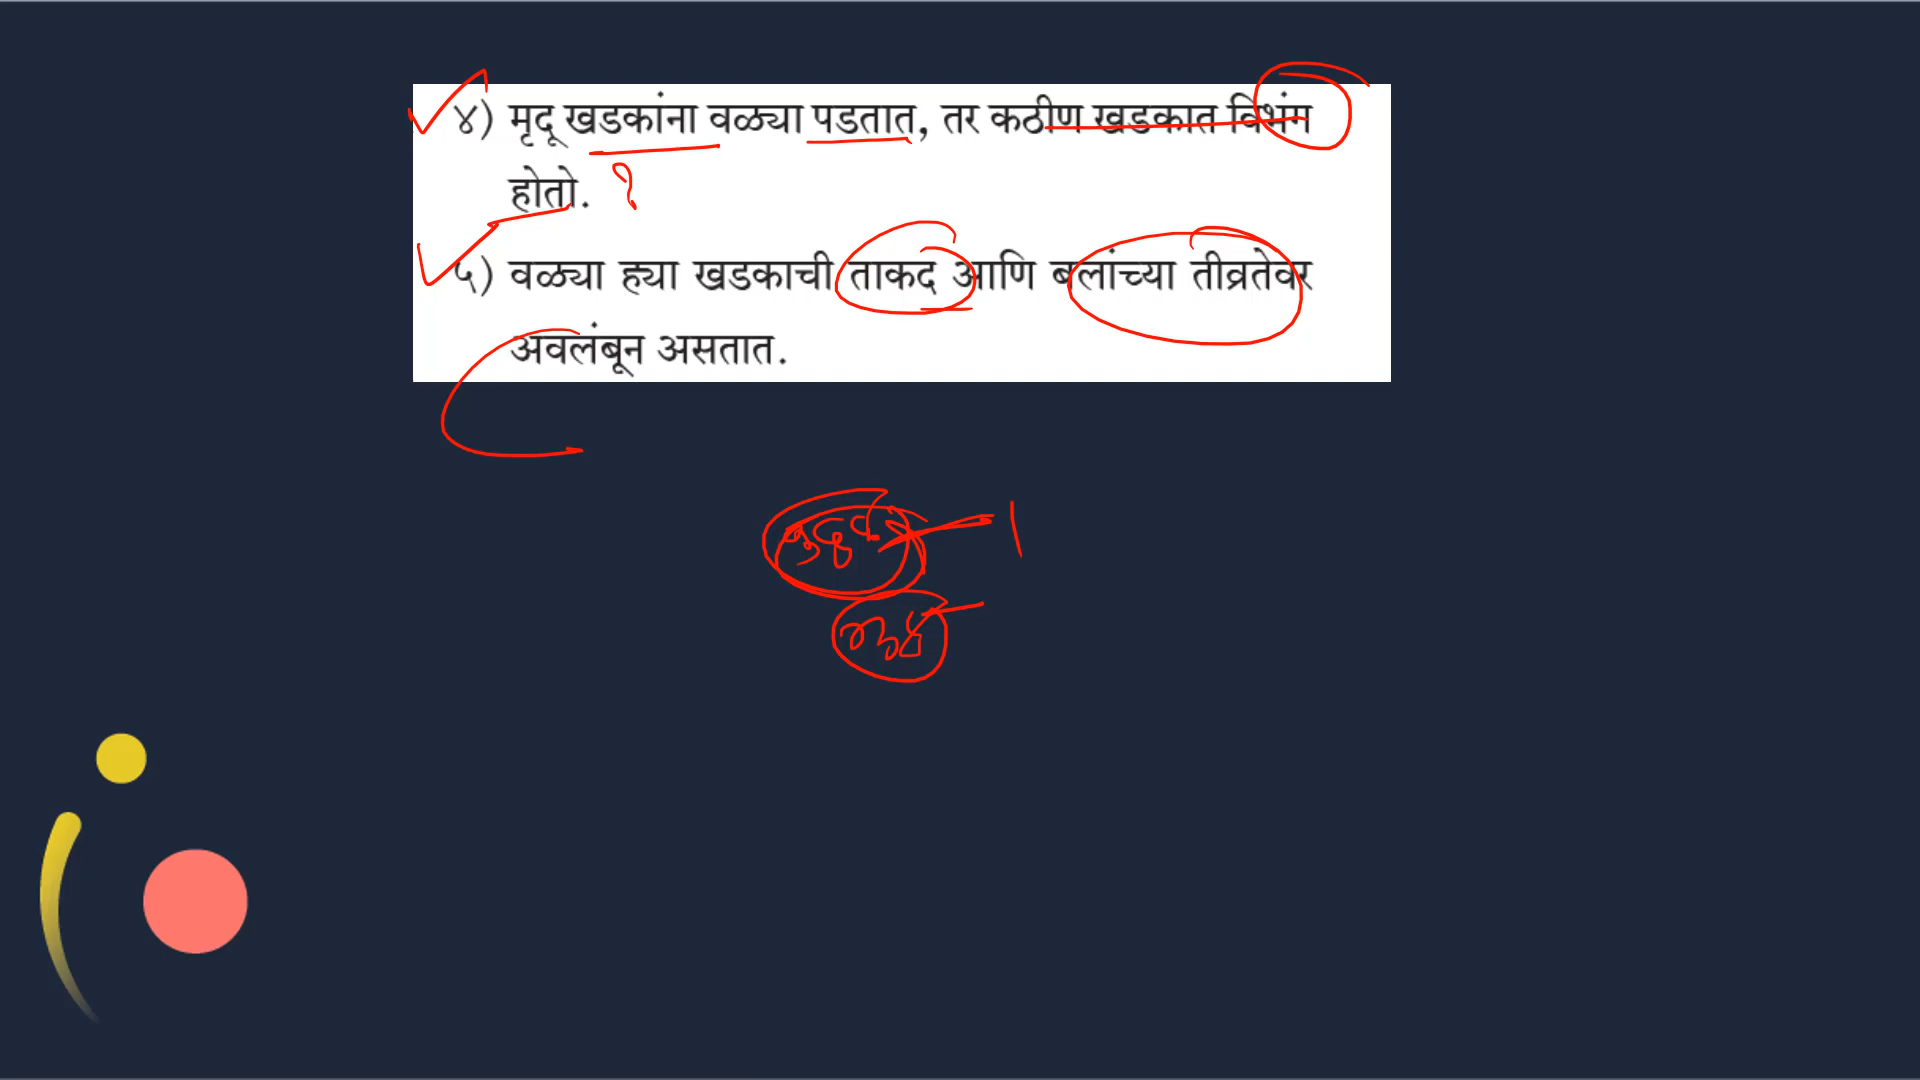 ४) मृदू खडकांना वळ्या पडतात, तर कठीण खडकात विभंग
होतो. ?
५) वळ्या ह्या खडकाची ताकद आणि बलांच्या तीव्रतेवर
अवलंबून असतात.